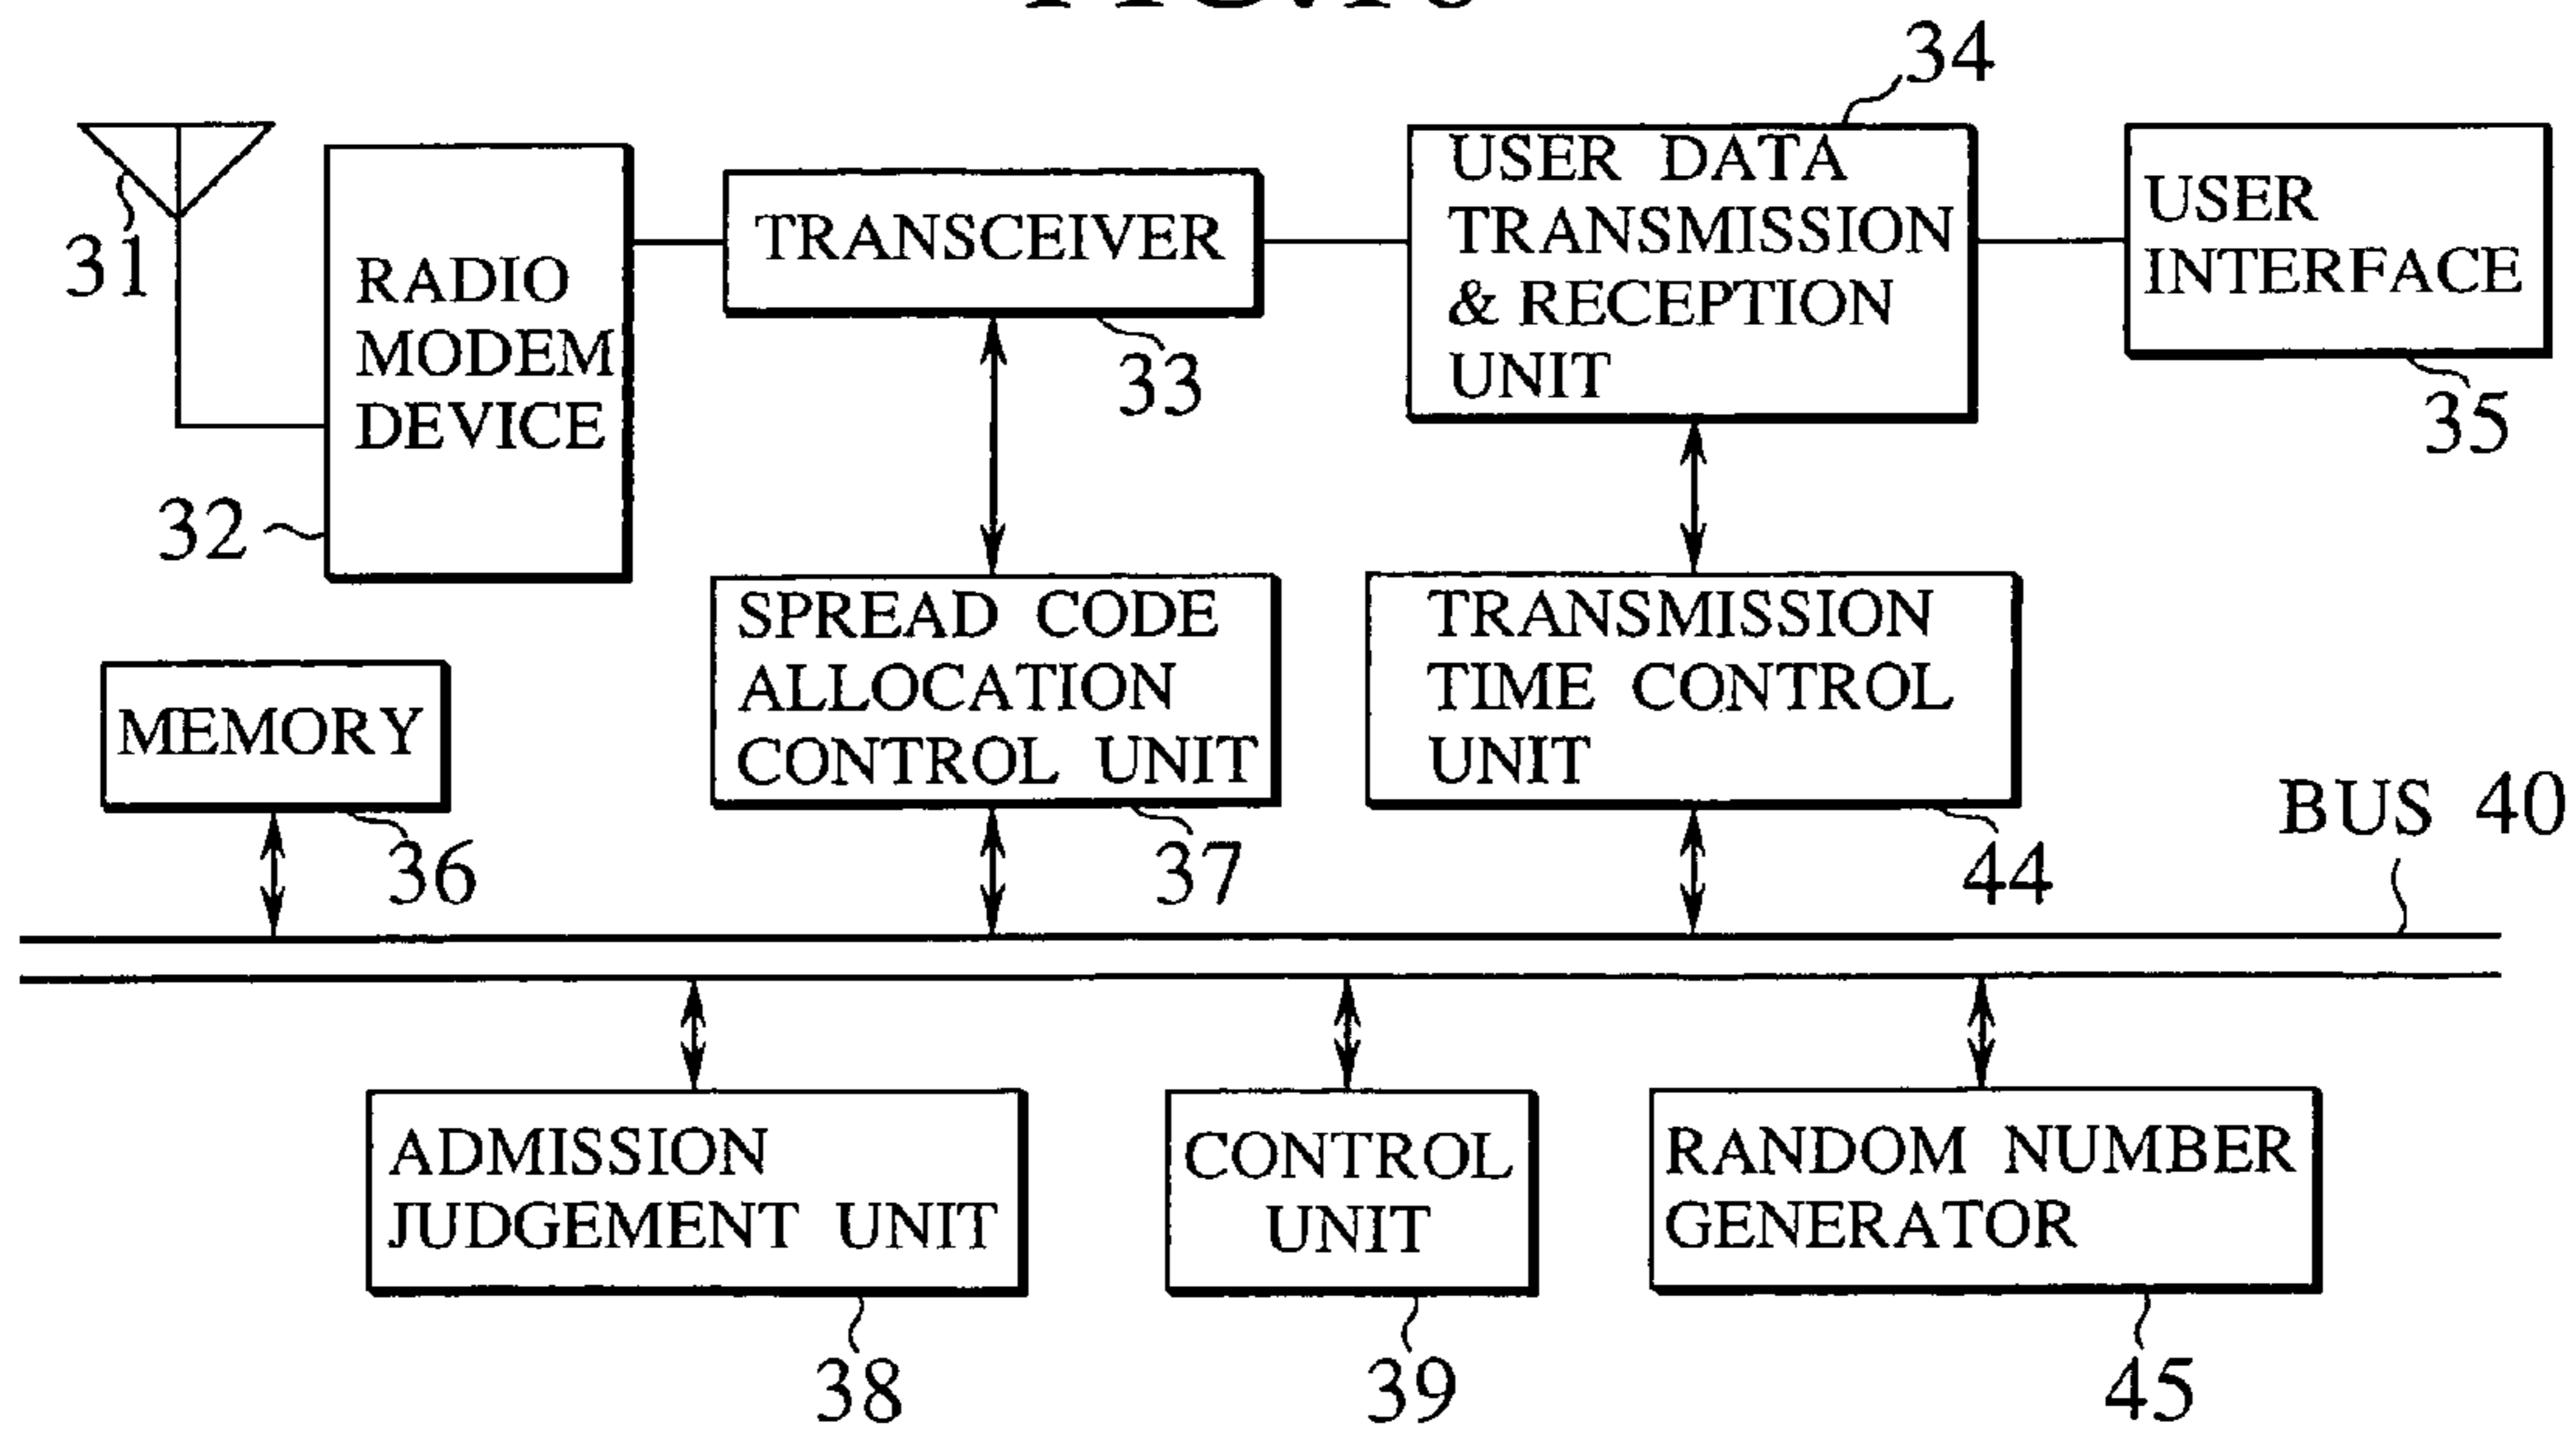 34
31
RADIO
MODEM
DEVICE
32
TRANSCEIVER
33
USER DATA
TRANSMISSION
& RECEPTION
UNIT
USER
INTERFACE
35
MEMORY
36
SPREAD CODE
ALLOCATION
CONTROL UNIT
37
TRANSMISSION
TIME CONTROL
UNIT
44
BUS 40
ADMISSION
JUDGEMENT UNIT
38
CONTROL
UNIT
39
RANDOM NUMBER
GENERATOR
45